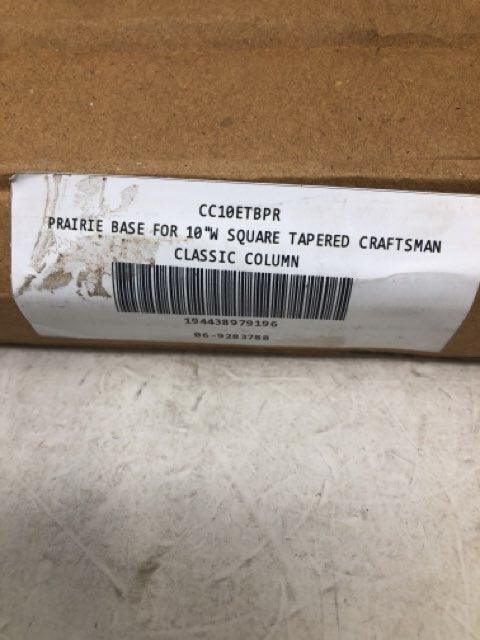 CC10ETBPR
PRAIRIE BASE FOR 10"W SQUARE TAPERED CRAFTSMAN
CLASSIC COLUMN
194438979196
06-9283788